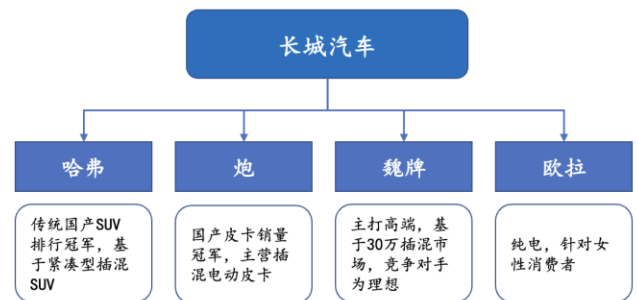 长城汽车
哈弗
炮
魏牌
欧拉
传统国产SUV
排行冠军，基
于紧凑型插混
SUV
国产皮卡销量
冠军，主营插
混电动皮卡
主打高端，基
于30万插混市
场，竞争对手
为理想
纯电，针对女
性消费者